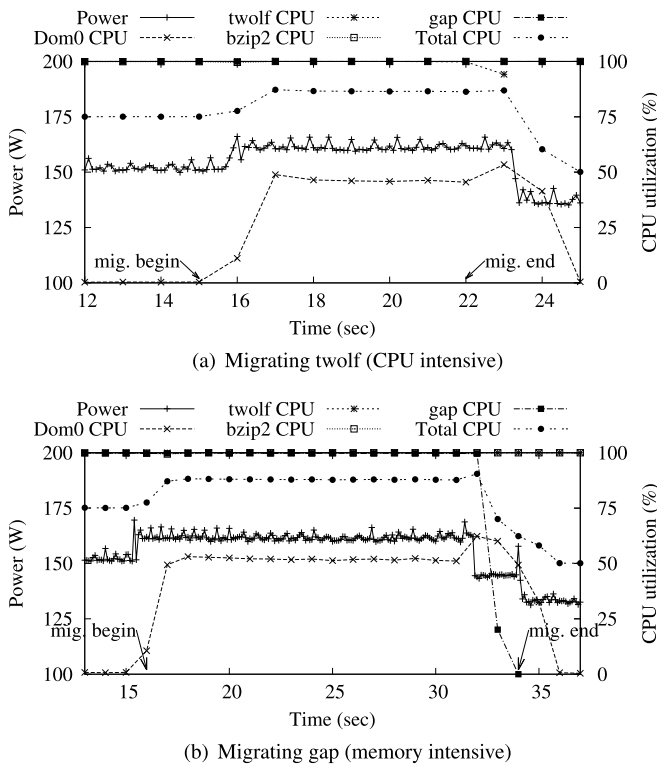 Power twolf CPU gap CPU
Dom0 CPU bzip2 CPU Total CPU
200 100
175 75
150 50
125 25
100 0
Power (W)
CPU utilization (%)
mig. begin mig. end
12 14 16 18 20 22 24
Time (sec)
(a) Migrating twolf (CPU intensive)
Power twolf CPU gap CPU
Dom0 CPU bzip2 CPU Total CPU
200 100
175 75
150 50
125 25
100 0
Power (W)
CPU utilization (%)
mig. begin mig. end
15 20 25 30 35
Time (sec)
(b) Migrating gap (memory intensive)